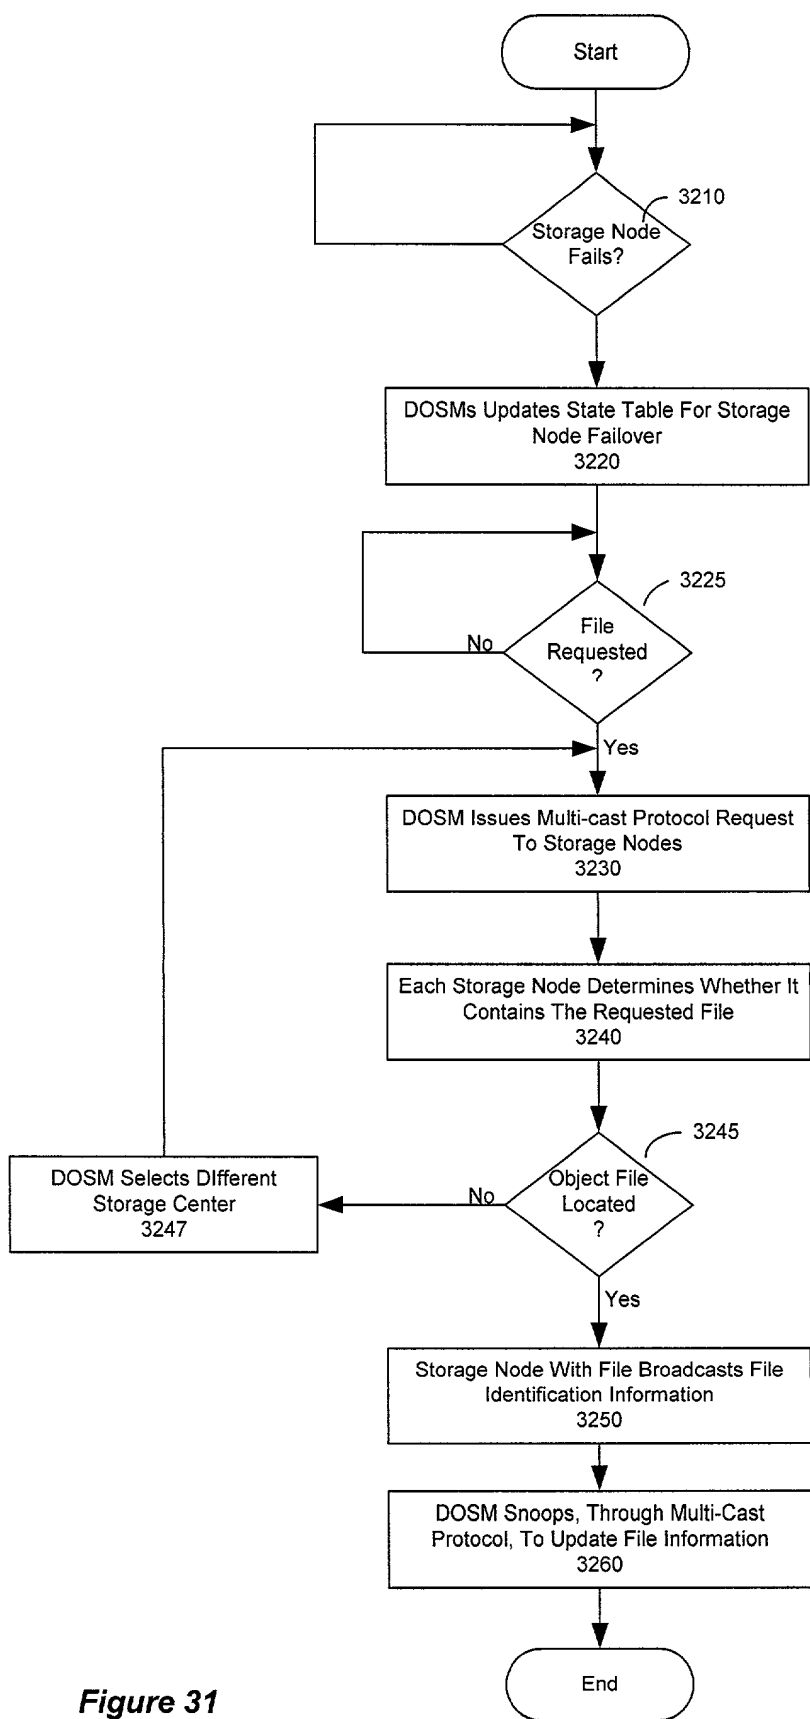 Start
3210
Storage Node
Fails?
DOSMs Updates State Table For Storage
Node Failover
3220
3225
File
Requested
?
No
Yes
DOSM Issues Multi-cast Protocol Request
To Storage Nodes
3230
Each Storage Node Determines Whether It
Contains The Requested File
3240
3245
Object File
Located
?
No
DOSM Selects DIfferent
Storage Center
3247
Yes
Storage Node With File Broadcasts File
Identification Information
3250
DOSM Snoops, Through Multi-Cast
Protocol, To Update File Information
3260
End
Figure 31